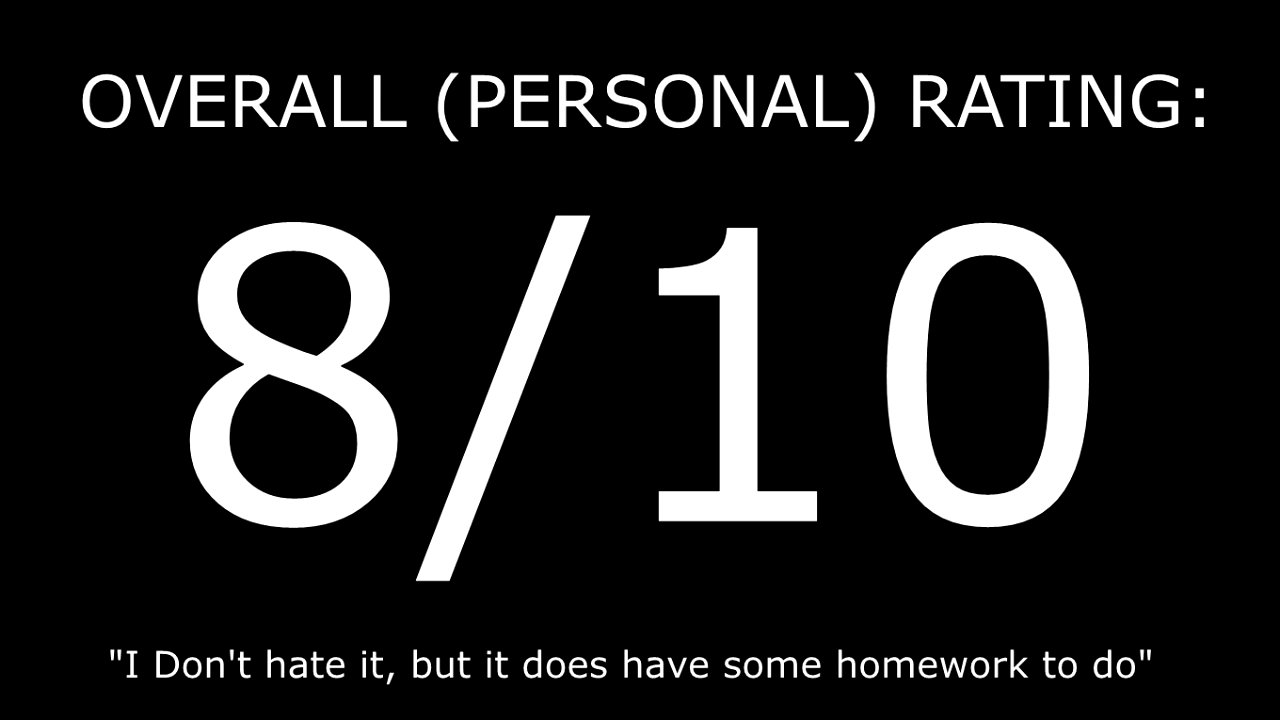 OVERALL (PERSONAL) RATING:
8/10
"I Don't hate it, but it does have some homework to do"